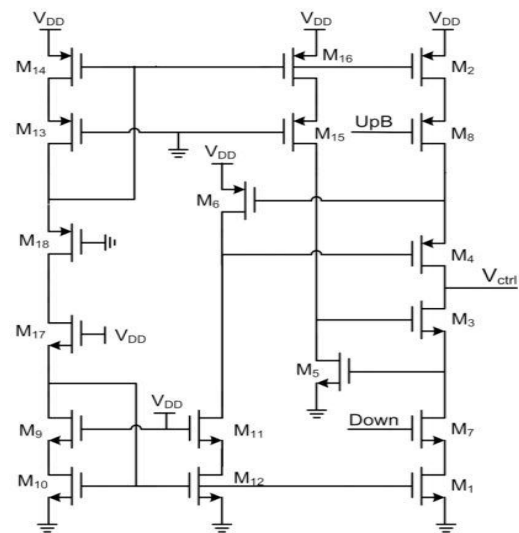 VDD VDD VDD
M14 M16 M2
M13 M15 UpB M8
VDD
M6
M18 M4
Vctrl
M17 VDD M3
M5
VDD
M9 M11 Down M7
M10 M12 M1